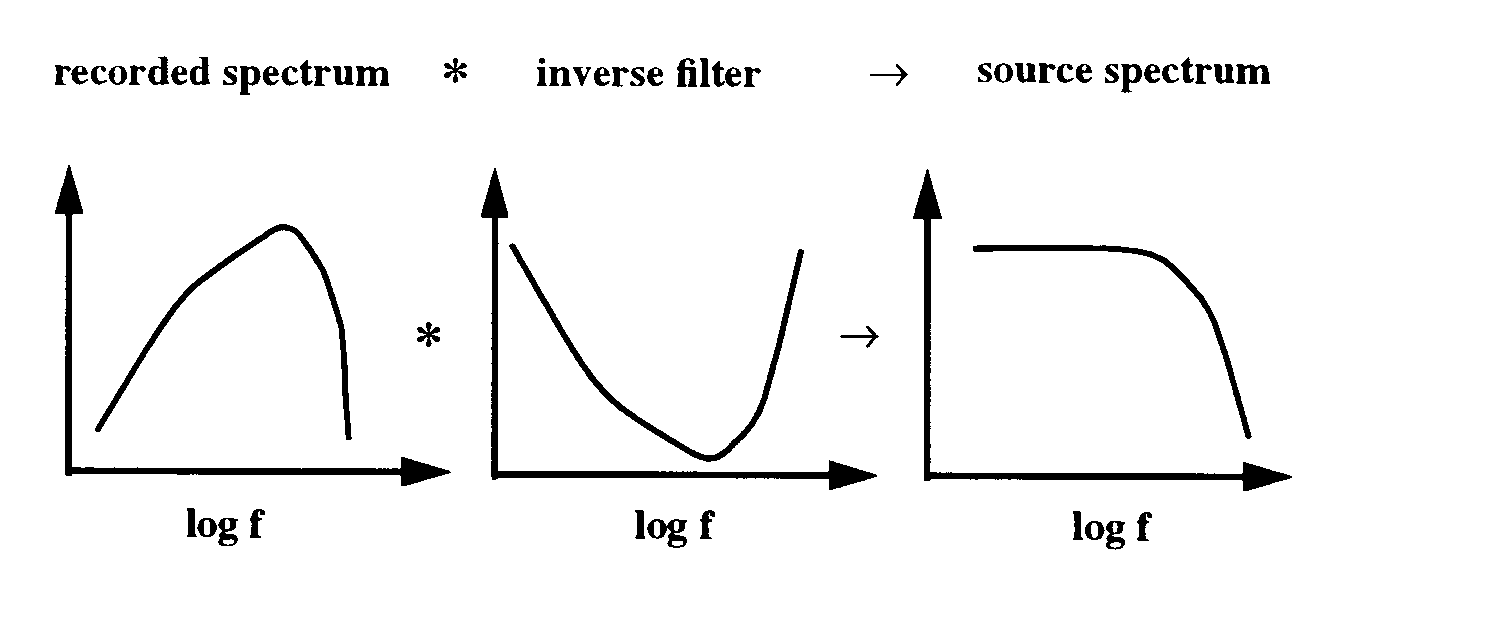 recorded spectrum * inverse filter → source spectrum
* →
log f log f log f